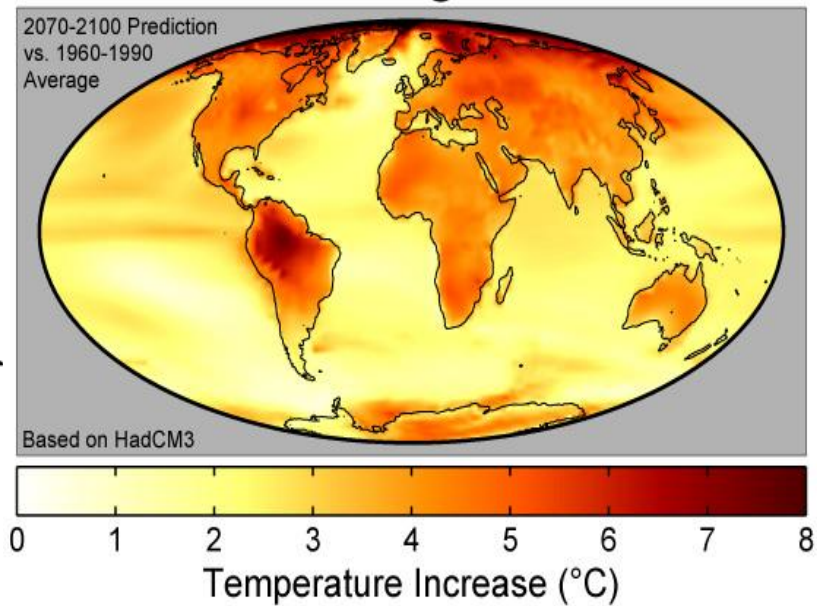 2070-2100 Prediction
vs. 1960-1990
Average
Based on HadCM3
0 1 2 3 4 5 6 7 8
Temperature Increase (°C)